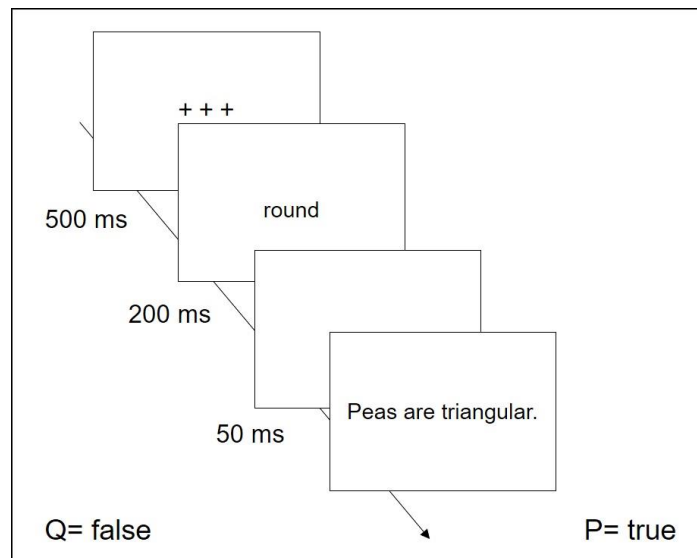 + + +
500 ms
round
200 ms
50 ms
Peas are triangular.
Q= false
P= true